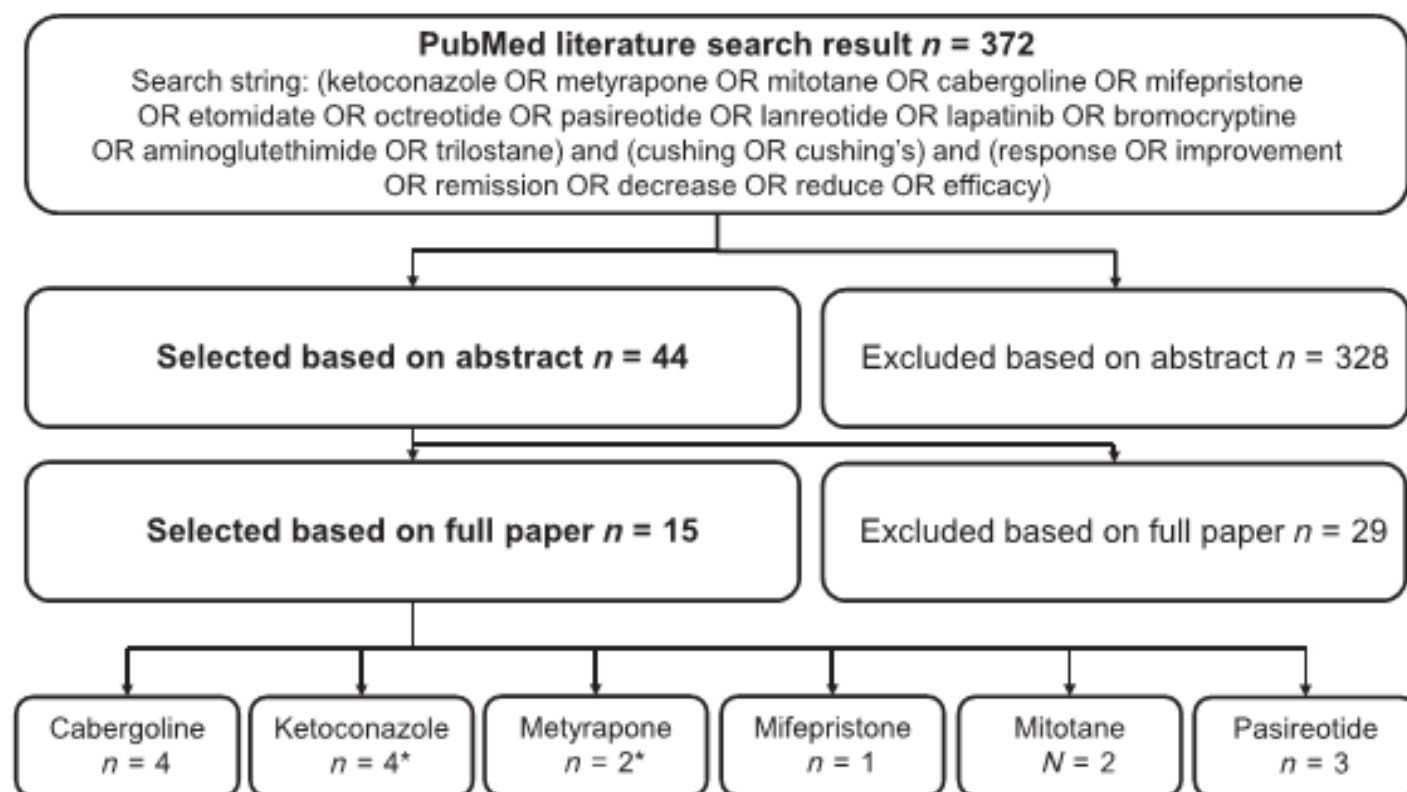 PubMed literature search result n = 372
Search string: (ketoconazole OR metyrapone OR mitotane OR cabergoline OR mifepristone
OR etomidate OR octreotide OR pasireotide OR lanreotide OR lapatinib OR bromocryptine
OR aminoglutethimide OR trilostane) and (cushing OR cushing's) and (response OR improvement
OR remission OR decrease OR reduce OR efficacy)
Selected based on abstract n = 44
Excluded based on abstract n = 328
Selected based on full paper n = 15
Excluded based on full paper n = 29
Cabergoline
n = 4
Ketoconazole
n = 4*
Metyrapone
n = 2*
Mifepristone
n = 1
Mitotane
N = 2
Pasireotide
n = 3